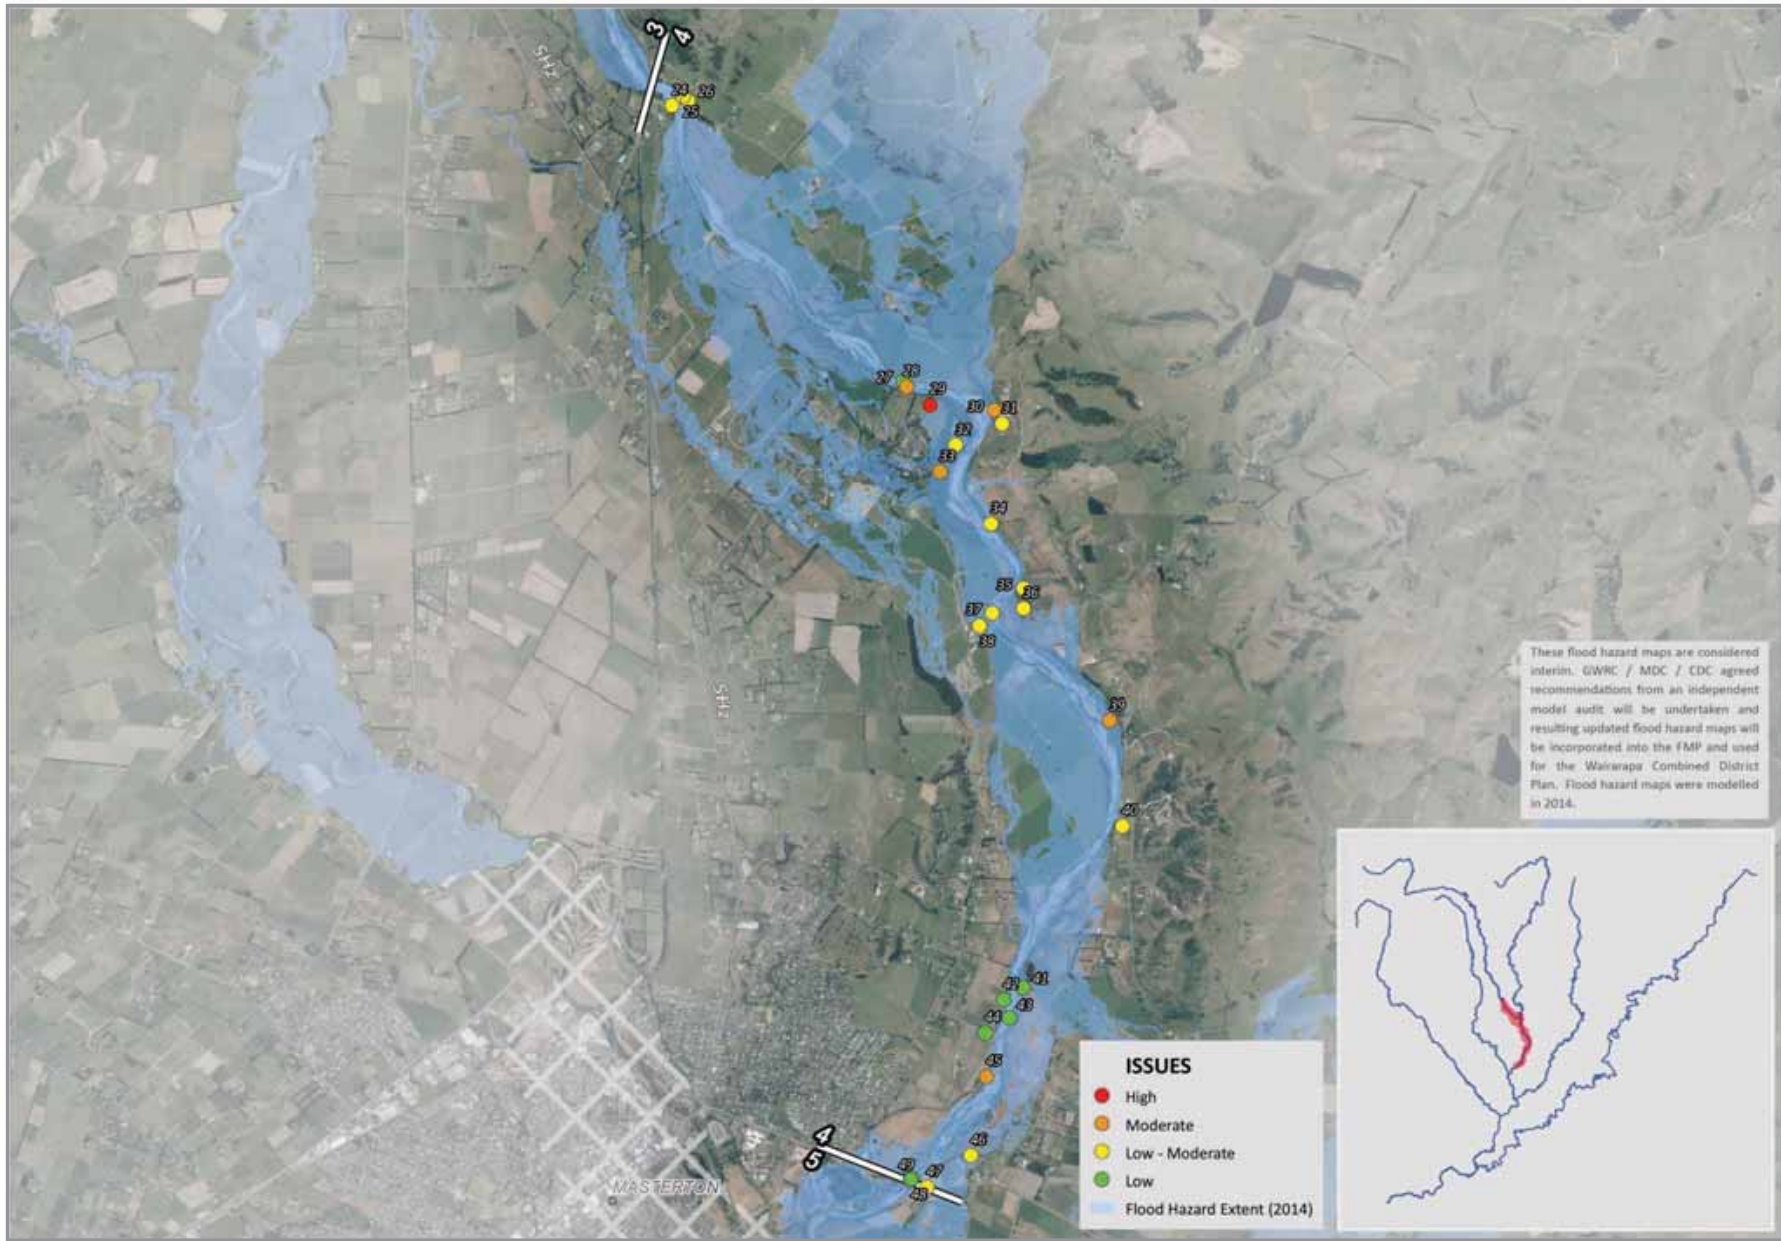 3
4
SH2
24
26
25
27
28
29
30
31
32
33
34
35
36
37
38
SH2
39
40
41
42
43
44
45
46
4
5
49
47
48
MASTERTON
These flood hazard maps are considered
interim. GWRC / MDC / CDC agreed
recommendations from an independent
model audit will be undertaken and
resulting updated flood hazard maps will
be incorporated into the FMP and used
for the Wairarapa Combined District
Plan. Flood hazard maps were modelled
in 2014.
ISSUES
High
Moderate
Low - Moderate
Low
Flood Hazard Extent (2014)